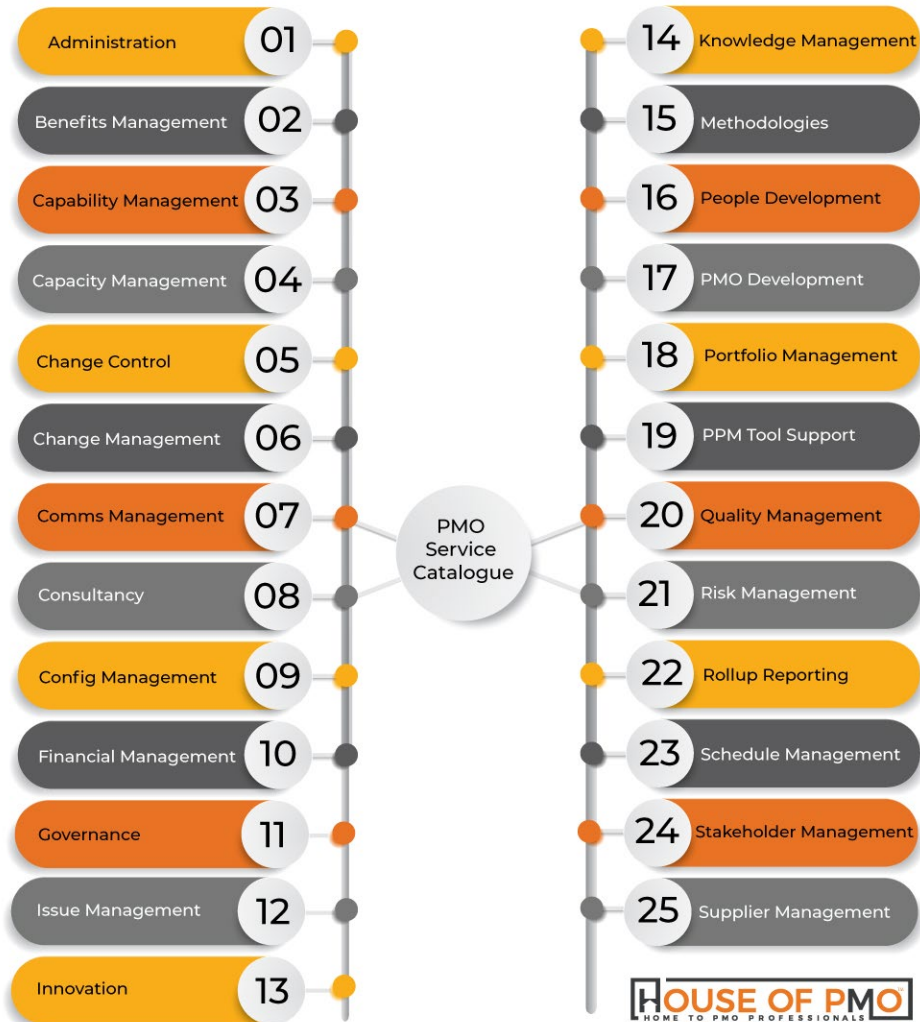 Administration 01
Benefits Management 02
Capability Management 03
Capacity Management 04
Change Control 05
Change Management 06
Comms Management 07
Consultancy 08
Config Management 09
Financial Management 10
Governance 11
Issue Management 12
Innovation 13
PMO
Service
Catalogue
14 Knowledge Management
15 Methodologies
16 People Development
17 PMO Development
18 Portfolio Management
19 PPM Tool Support
20 Quality Management
21 Risk Management
22 Rollup Reporting
23 Schedule Management
24 Stakeholder Management
25 Supplier Management
HOUSE OF PMO™
HOME TO PMO PROFESSIONALS